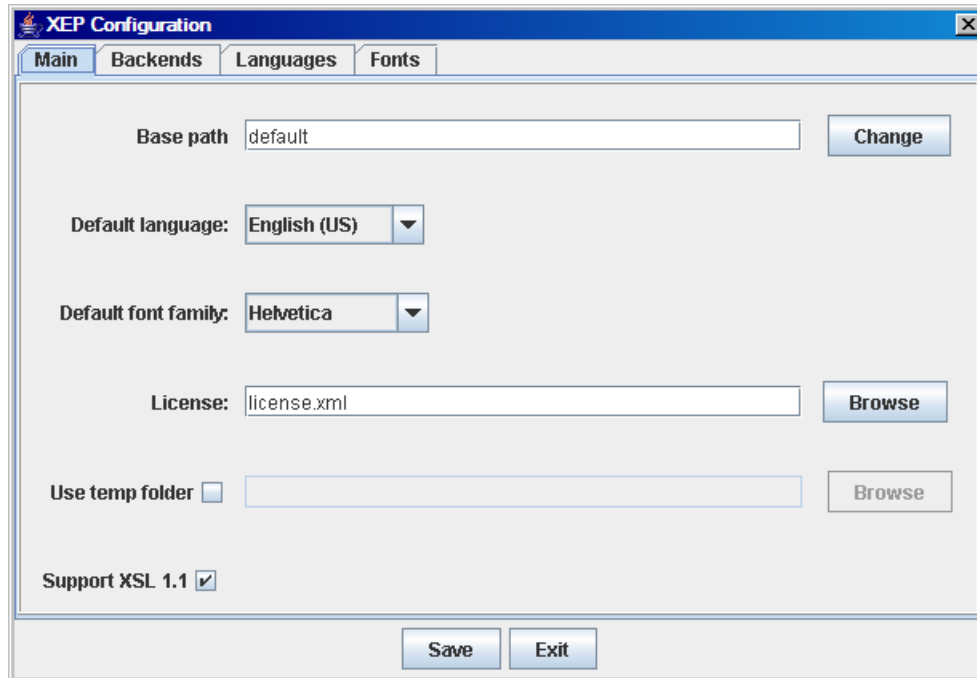 XEP Configuration
Main Backends Languages Fonts
Base path default Change
Default language: English (US)
Default font family: Helvetica
License: license.xml Browse
Use temp folder Browse
Support XSL 1.1
Save Exit